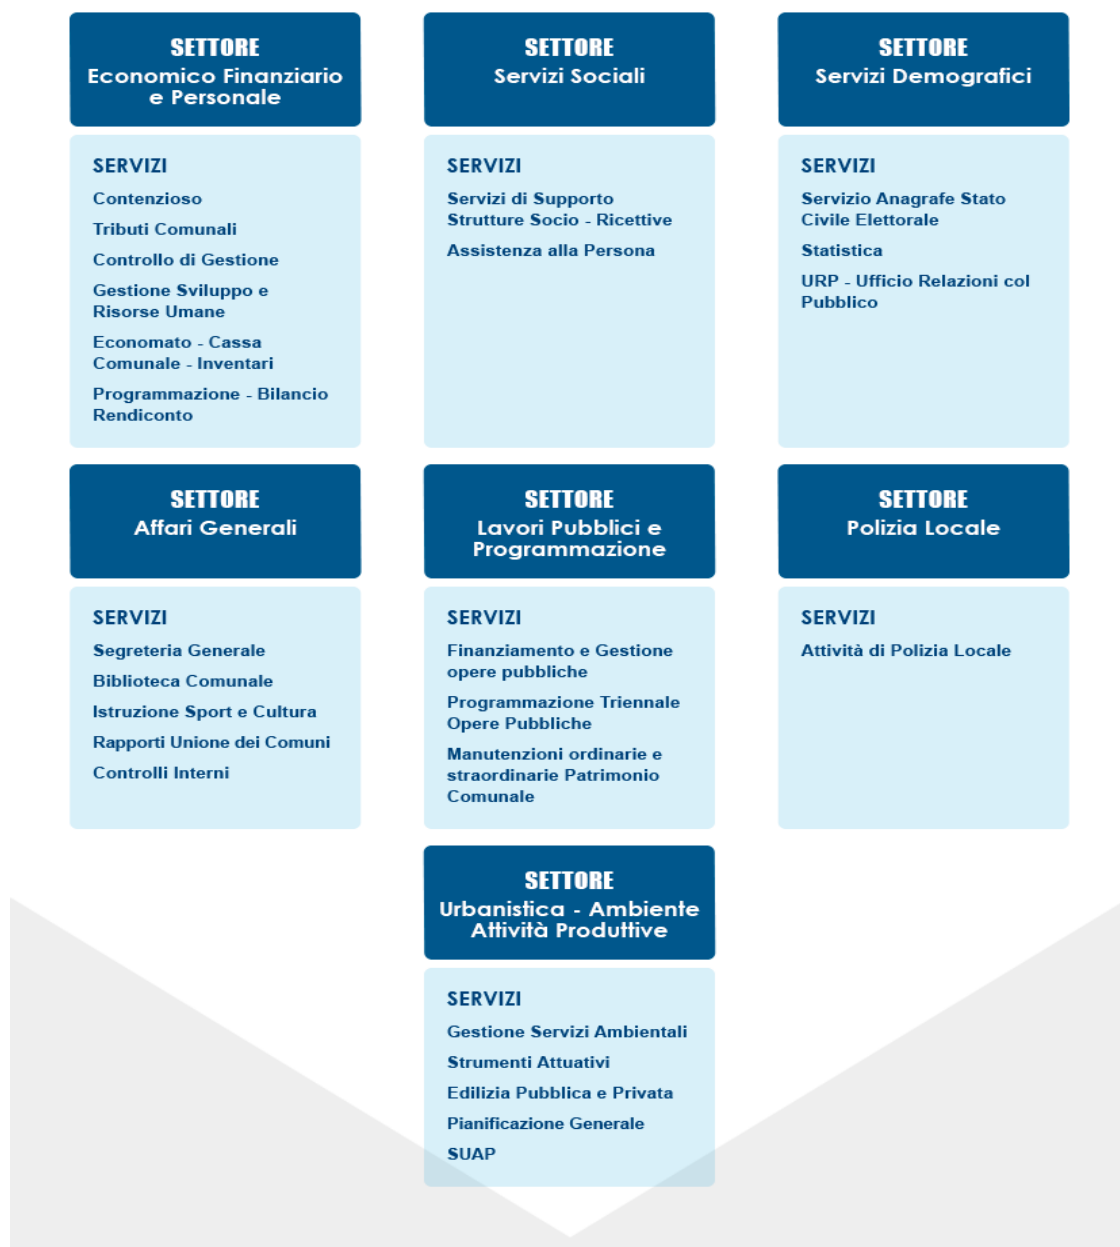 SETTORE
Economico Finanziario
e Personale
SERVIZI
Contenzioso
Tributi Comunali
Controllo di Gestione
Gestione Sviluppo e
Risorse Umane
Economato - Cassa
Comunale - Inventari
Programmazione - Bilancio
Rendiconto
SETTORE
Servizi Sociali
SERVIZI
Servizi di Supporto
Strutture Socio - Ricettive
Assistenza alla Persona
SETTORE
Servizi Demografici
SERVIZI
Servizio Anagrafe Stato
Civile Elettorale
Statistica
URP - Ufficio Relazioni col
Pubblico
SETTORE
Affari Generali
SERVIZI
Segreteria Generale
Biblioteca Comunale
Istruzione Sport e Cultura
Rapporti Unione dei Comuni
Controlli Interni
SETTORE
Lavori Pubblici e
Programmazione
SERVIZI
Finanziamento e Gestione
opere pubbliche
Programmazione Triennale
Opere Pubbliche
Manutenzioni ordinarie e
straordinarie Patrimonio
Comunale
SETTORE
Polizia Locale
SERVIZI
Attività di Polizia Locale
SETTORE
Urbanistica - Ambiente
Attività Produttive
SERVIZI
Gestione Servizi Ambientali
Strumenti Attuativi
Edilizia Pubblica e Privata
Pianificazione Generale
SUAP